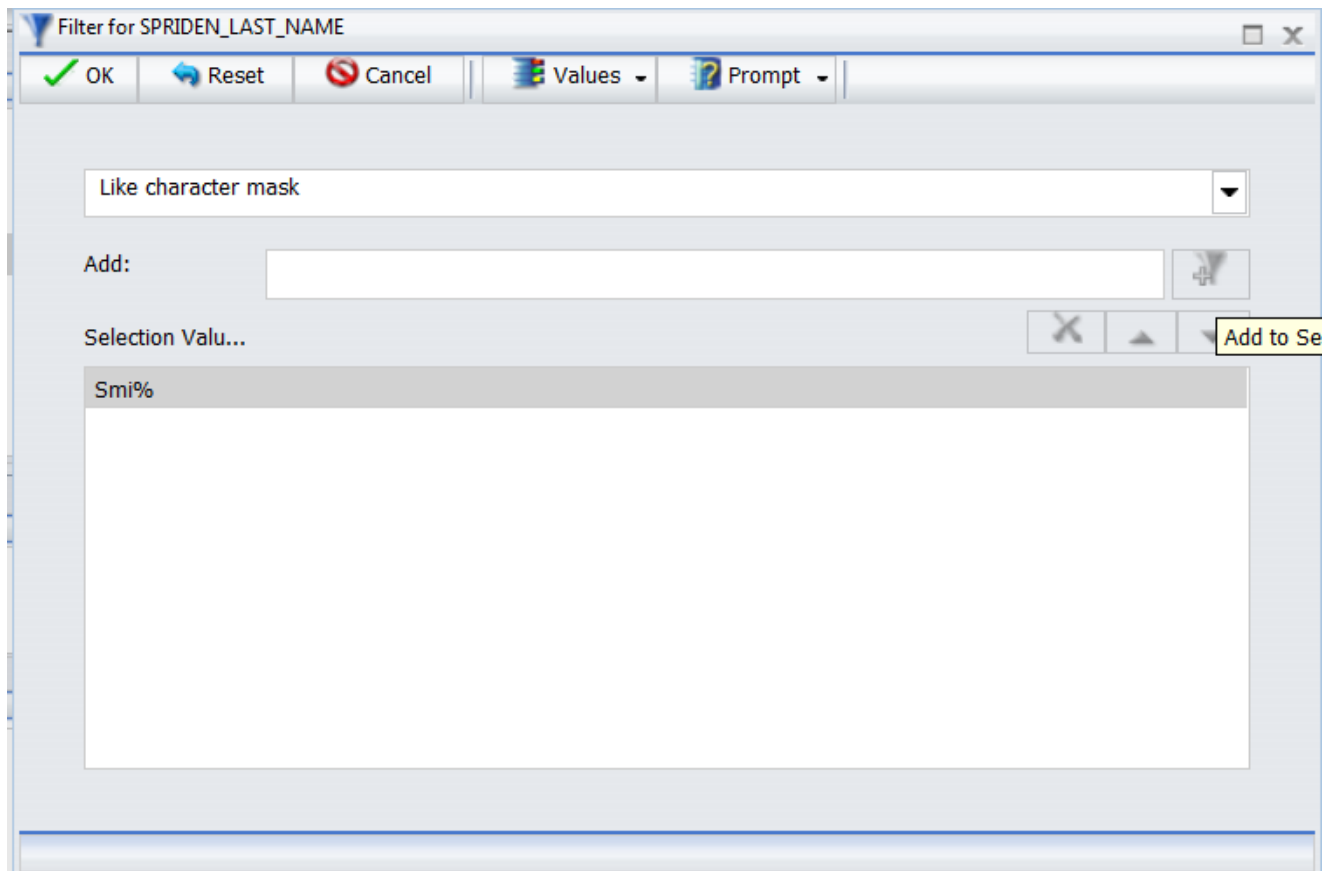 Filter for SPRIDEN_LAST_NAME
OK Reset Cancel Values Prompt
Like character mask
Add:
Selection Valu...
Add to Se
Smi%